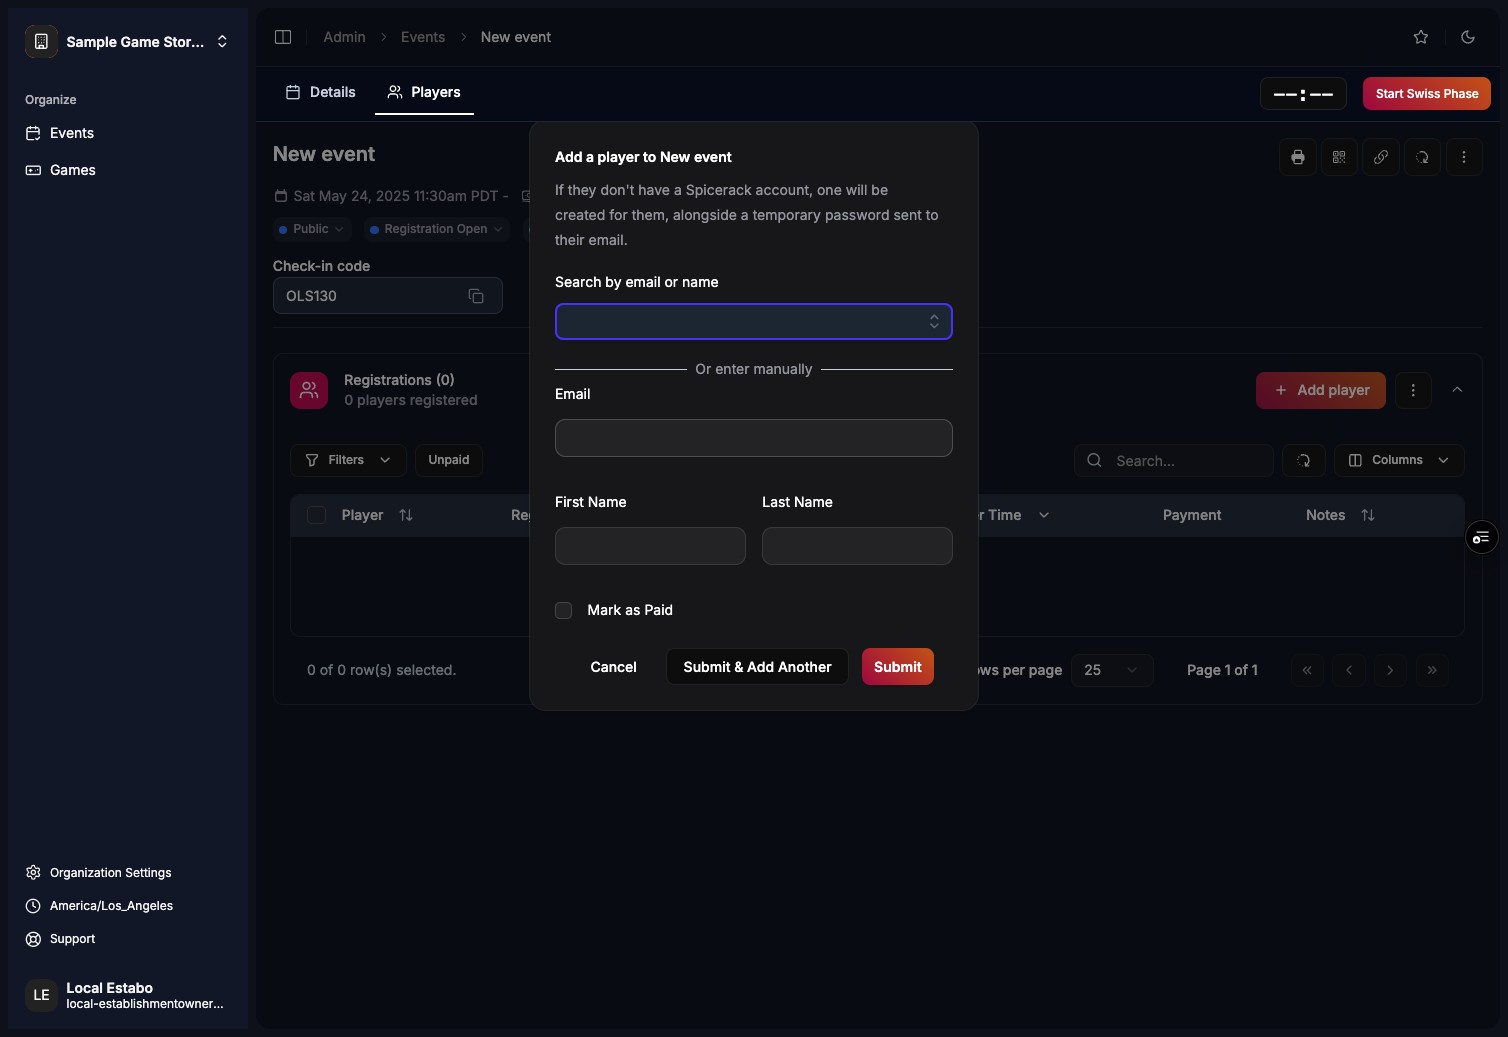 Sample Game Stor...
Organize
Events
Games
Organization Settings
America/Los_Angeles
Support
LE
Local Estabo
local-establishmentowner...
Admin
Events
New event
Details
Players
––:––
Start Swiss Phase
New event
Sat May 24, 2025 11:30am PDT -
Public
Registration Open
Check-in code
OLS130
Registrations (0)
0 players registered
Add player
Filters
Unpaid
Search...
Columns
Player
Time
Payment
Notes
0 of 0 row(s) selected.
per page
25
Page 1 of 1
Add a player to New event
If they don't have a Spicerack account, one will be
created for them, alongside a temporary password sent to
their email.
Search by email or name
Or enter manually
Email
First Name Last Name
Mark as Paid
Cancel
Submit & Add Another
Submit